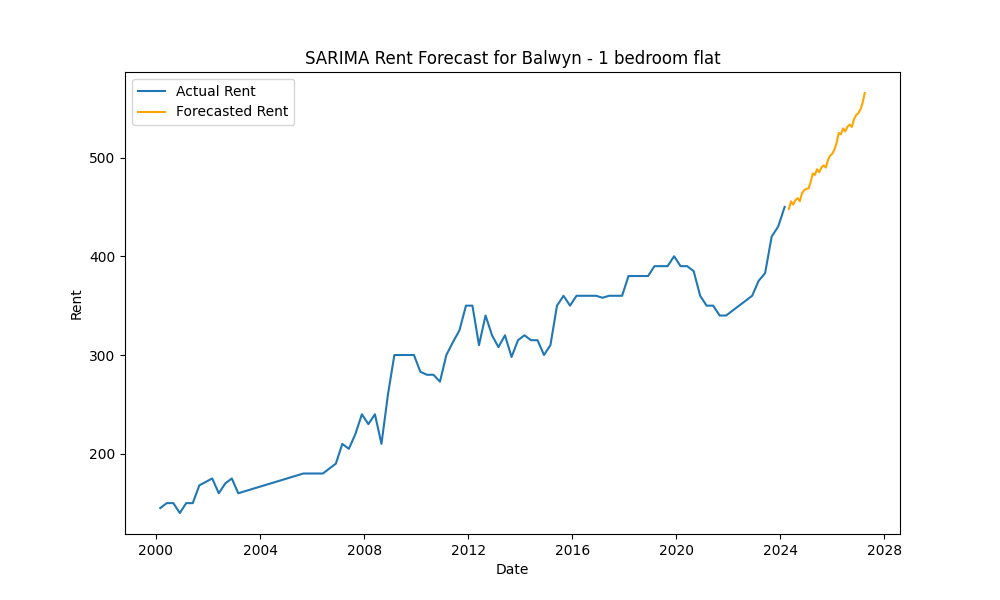 SARIMA Rent Forecast for Balwyn - 1 bedroom flat
Actual Rent
Forecasted Rent
500
400
300
200
Rent
2000 2004 2008 2012 2016 2020 2024 2028
Date